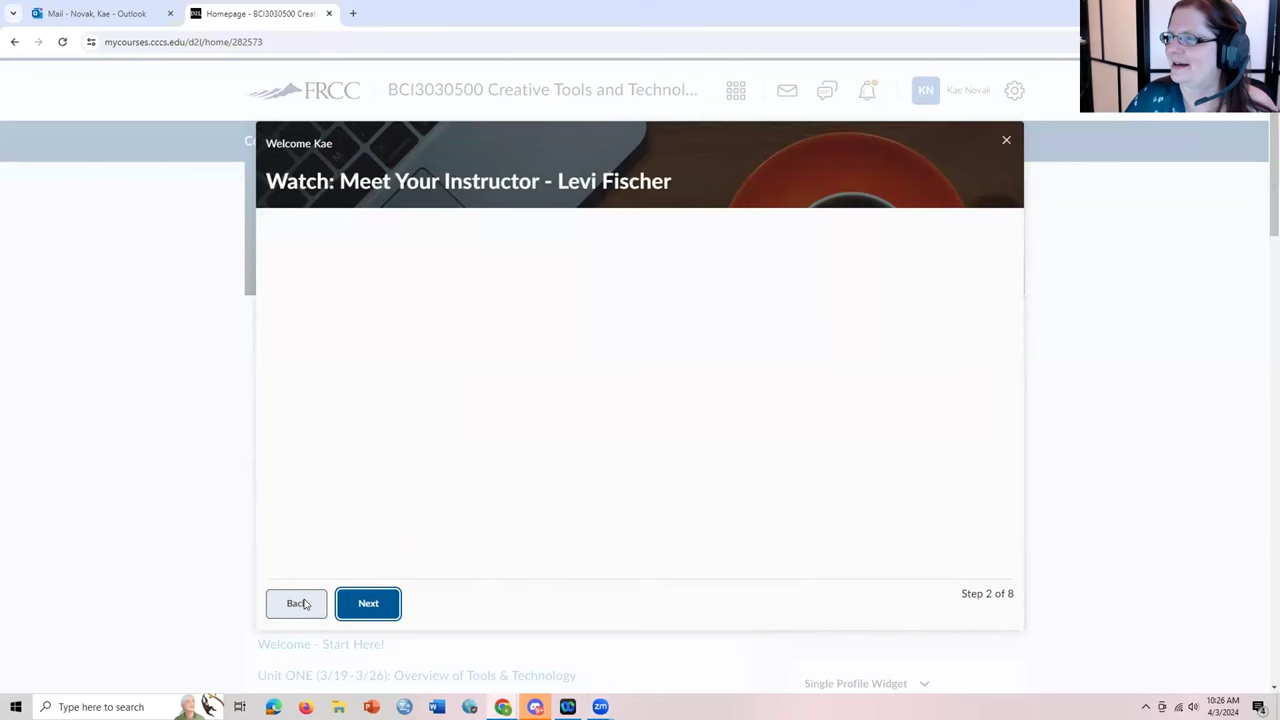 Mail - Novak, Kae - Outlook
Homepage - BCI3030500 Creat
mycourses.cccs.edu/d2l/home/282573
FRCC
BCI3030500 Creative Tools and Technol...
KN
Kae Novak
Co
Welcome Kae
Watch: Meet Your Instructor - Levi Fischer
Back
Next
Step 2 of 8
Welcome - Start Here!
Unit ONE (3/19-3/26): Overview of Tools & Technology
Single Profile Widget
Type here to search
10:26 AM
4/3/2024